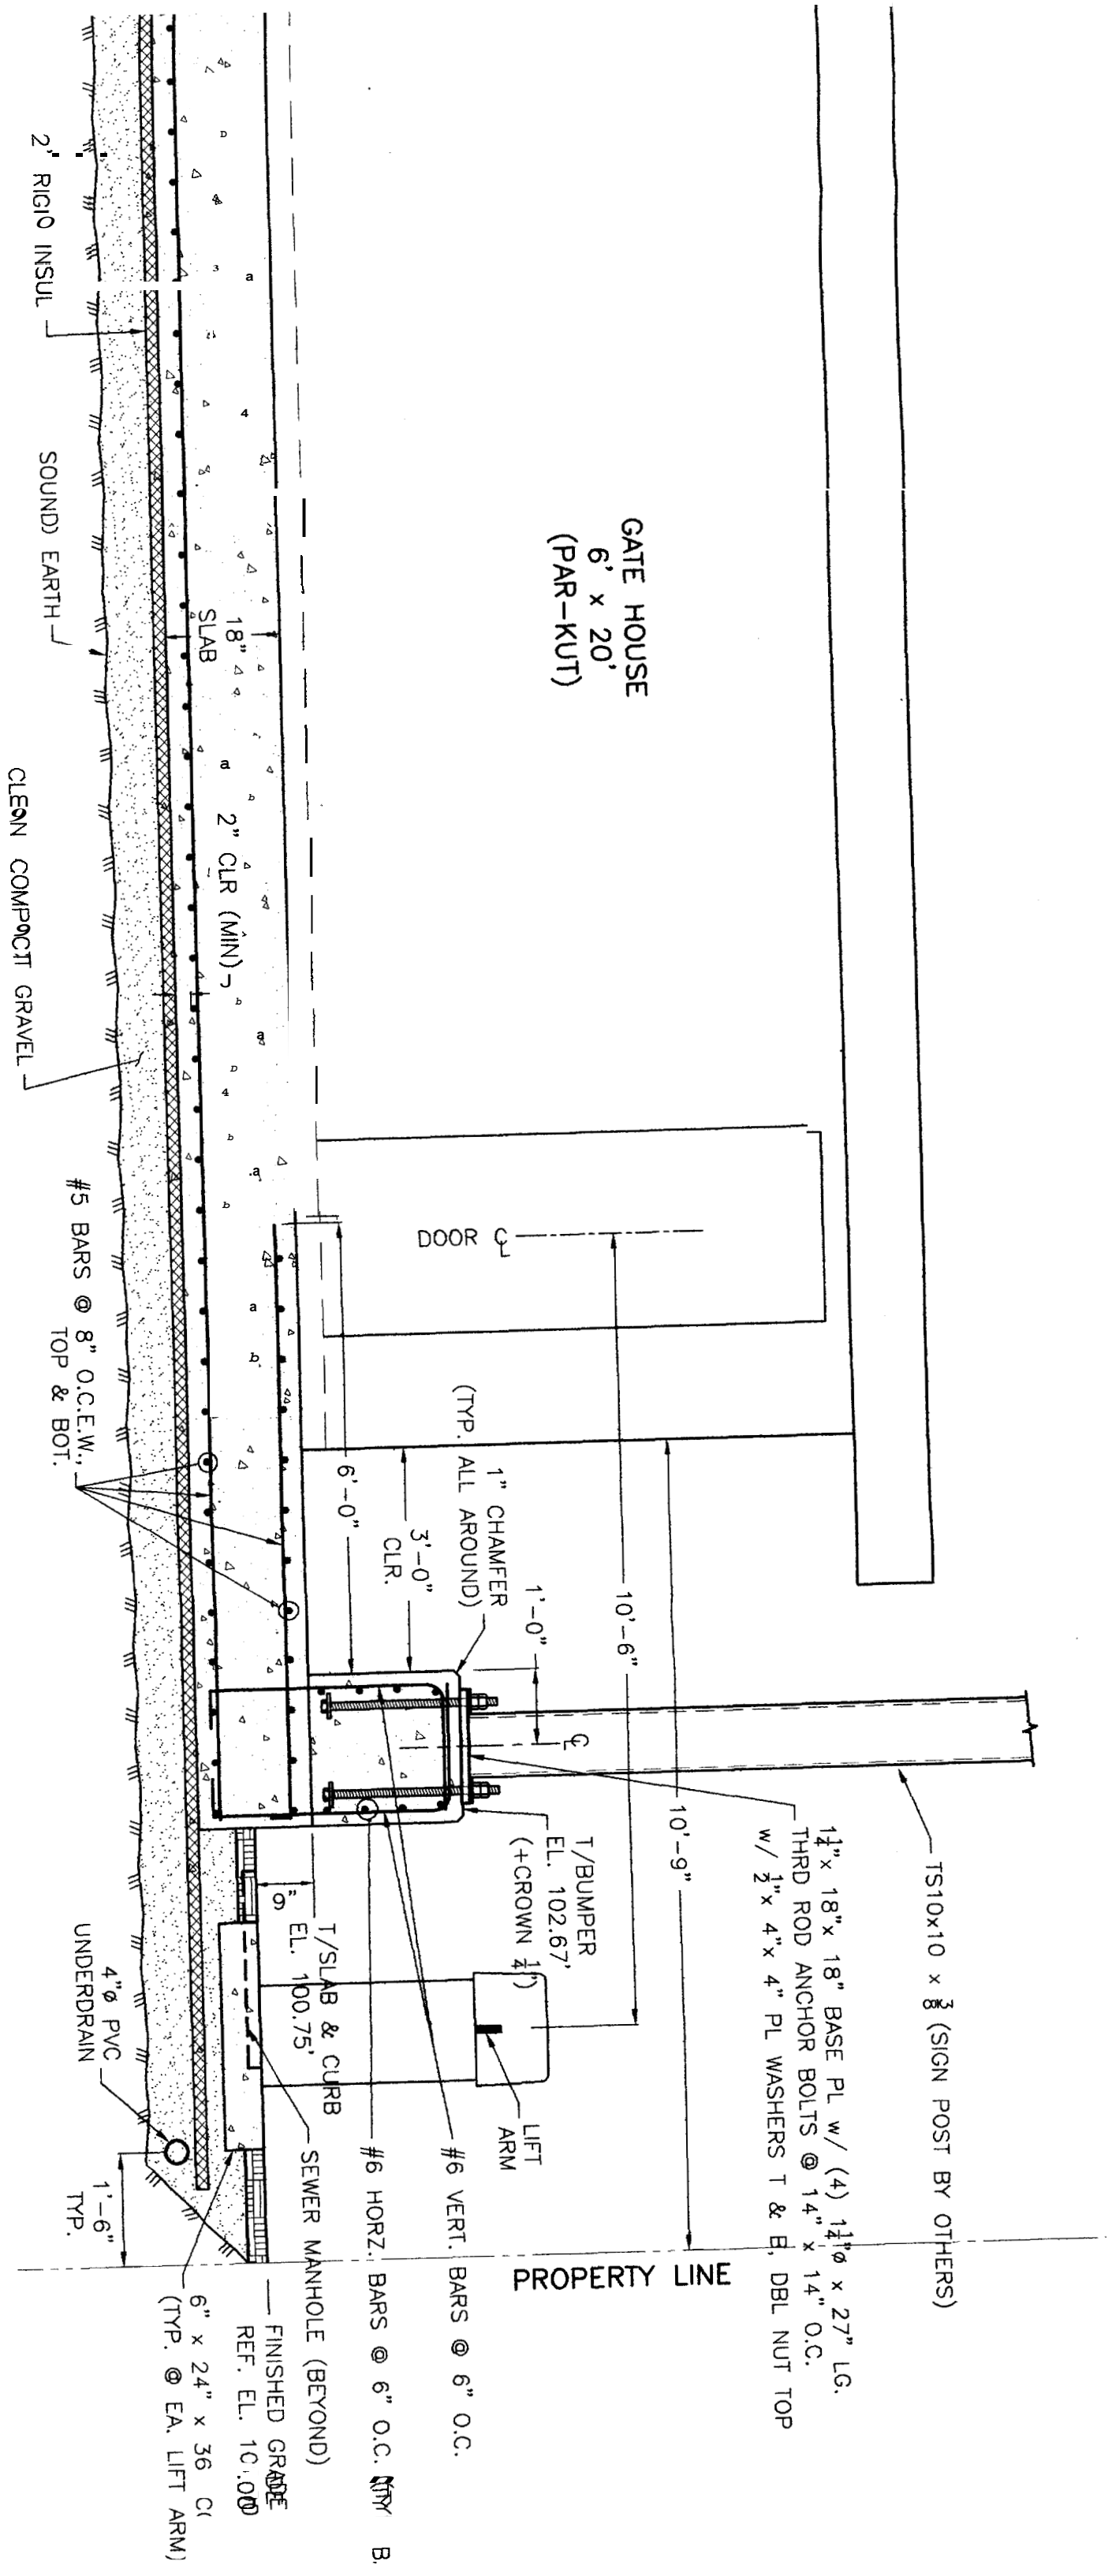 GATE HOUSE
6' x 20'
(PAR-KUT)
TS10x10 x 3/8 (SIGN POST BY OTHERS)
1 1/4" x 18" x 18" BASE PL w/ (4) 1 1/4"ø x 27" LG.
THRD ROD ANCHOR BOLTS @ 14" x 14" O.C.
w/ 1/2" x 4" x 4" PL WASHERS T & B, DBL NUT TOP
DOOR ℄
10'-6"
10'-9"
1'-0"
1" CHAMFER
(TYP. ALL AROUND)
3'-0"
CLR.
6'-0"
℄
T/BUMPER
EL. 102.67'
(+CROWN 1/4")
LIFT
ARM
PROPERTY LINE
#6 VERT. BARS @ 6" O.C.
#6 HORZ. BARS @ 6" O.C.
T/SLAB & CURB
EL. 100.75'
9"
SEWER MANHOLE (BEYOND)
FINISHED GRADE
REF. EL.
18"
SLAB
2" CLR (MIN)
2" RIGID INSUL
SOUND EARTH
CLEAN COMPACT GRAVEL
#5 BARS @ 8" O.C.E.W.,
TOP & BOT.
4"ø PVC
UNDERDRAIN
1'-6"
TYP.
6" x 24" x 36
(TYP. @ EA. LIFT ARM)